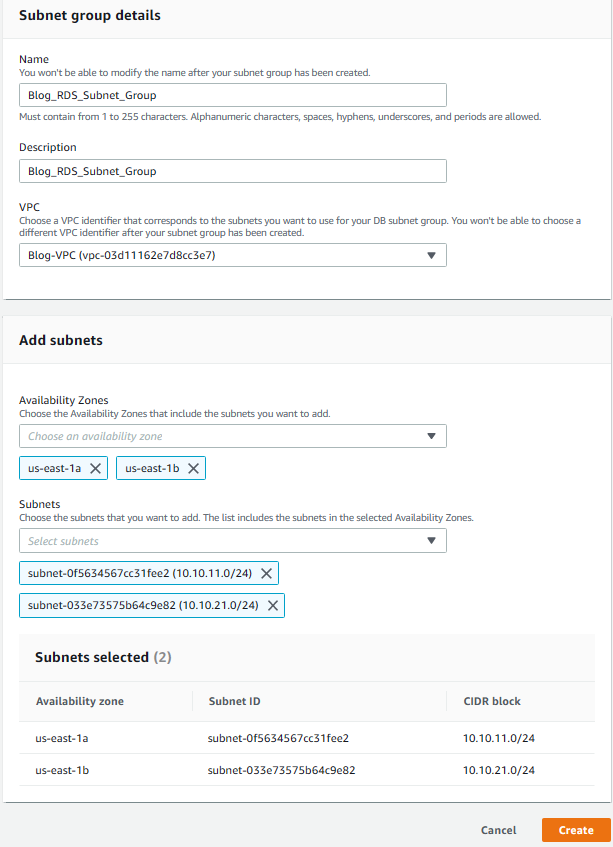 Subnet group details
Name
You won't be able to modify the name after your subnet group has been created.
Blog_RDS_Subnet_Group
Must contain from 1 to 255 characters. Alphanumeric characters, spaces, hyphens, underscores, and periods are allowed.
Description
Blog_RDS_Subnet_Group
VPC
Choose a VPC identifier that corresponds to the subnets you want to use for your DB subnet group. You won't be able to choose a
different VPC identifier after your subnet group has been created.
Blog-VPC (vpc-03d11162e7d8cc3e7)
Add subnets
Availability Zones
Choose the Availability Zones that include the subnets you want to add.
Choose an availability zone
us-east-1a us-east-1b
Subnets
Choose the subnets that you want to add. The list includes the subnets in the selected Availability Zones.
Select subnets
subnet-0f5634567cc31fee2 (10.10.11.0/24)
subnet-033e73575b64c9e82 (10.10.21.0/24)
Subnets selected (2)
Availability zone Subnet ID CIDR block
us-east-1a subnet-0f5634567cc31fee2 10.10.11.0/24
us-east-1b subnet-033e73575b64c9e82 10.10.21.0/24
Cancel Create